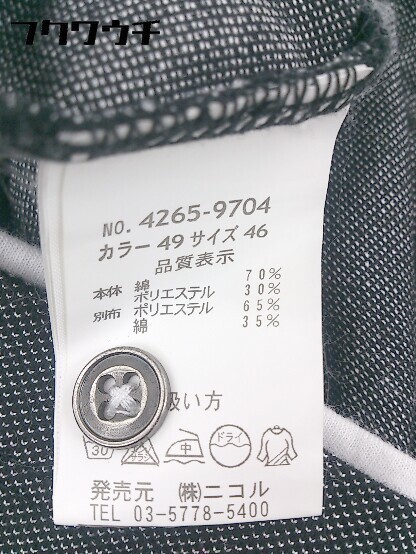 フクワウチ
NO. 4265-9704
カラー 49 サイズ 46
品質表示
本体 綿 70%
ポリエステル 30%
別布 ポリエステル 65%
綿 35%
扱い方
30 中 ドライ
発売元 ㈱ニコル
TEL 03-5778-5400